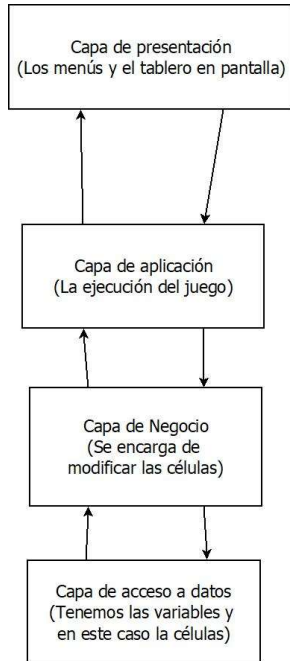 Capa de presentación
(Los menús y el tablero en pantalla)
Capa de aplicación
(La ejecución del juego)
Capa de Negocio
(Se encarga de
modificar las células)
Capa de acceso a datos
(Tenemos las variables y
en este caso la células)